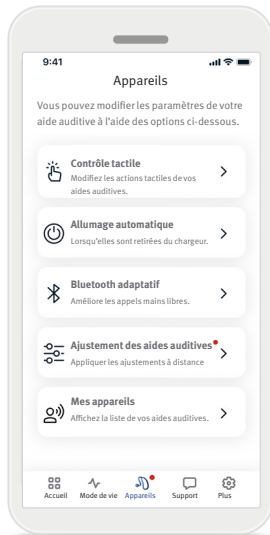 9:41
Appareils
Vous pouvez modifier les paramètres de votre
aide auditive à l'aide des options ci-dessous.
Contrôle tactile
Modifiez les actions tactiles de vos
aides auditives.
Allumage automatique
Lorsqu'elles sont retirées du chargeur.
Bluetooth adaptatif
Améliore les appels mains libres.
Ajustement des aides auditives
Appliquer les ajustements à distance
Mes appareils
Affichez la liste de vos aides auditives.
Accueil Mode de vie Appareils Support Plus